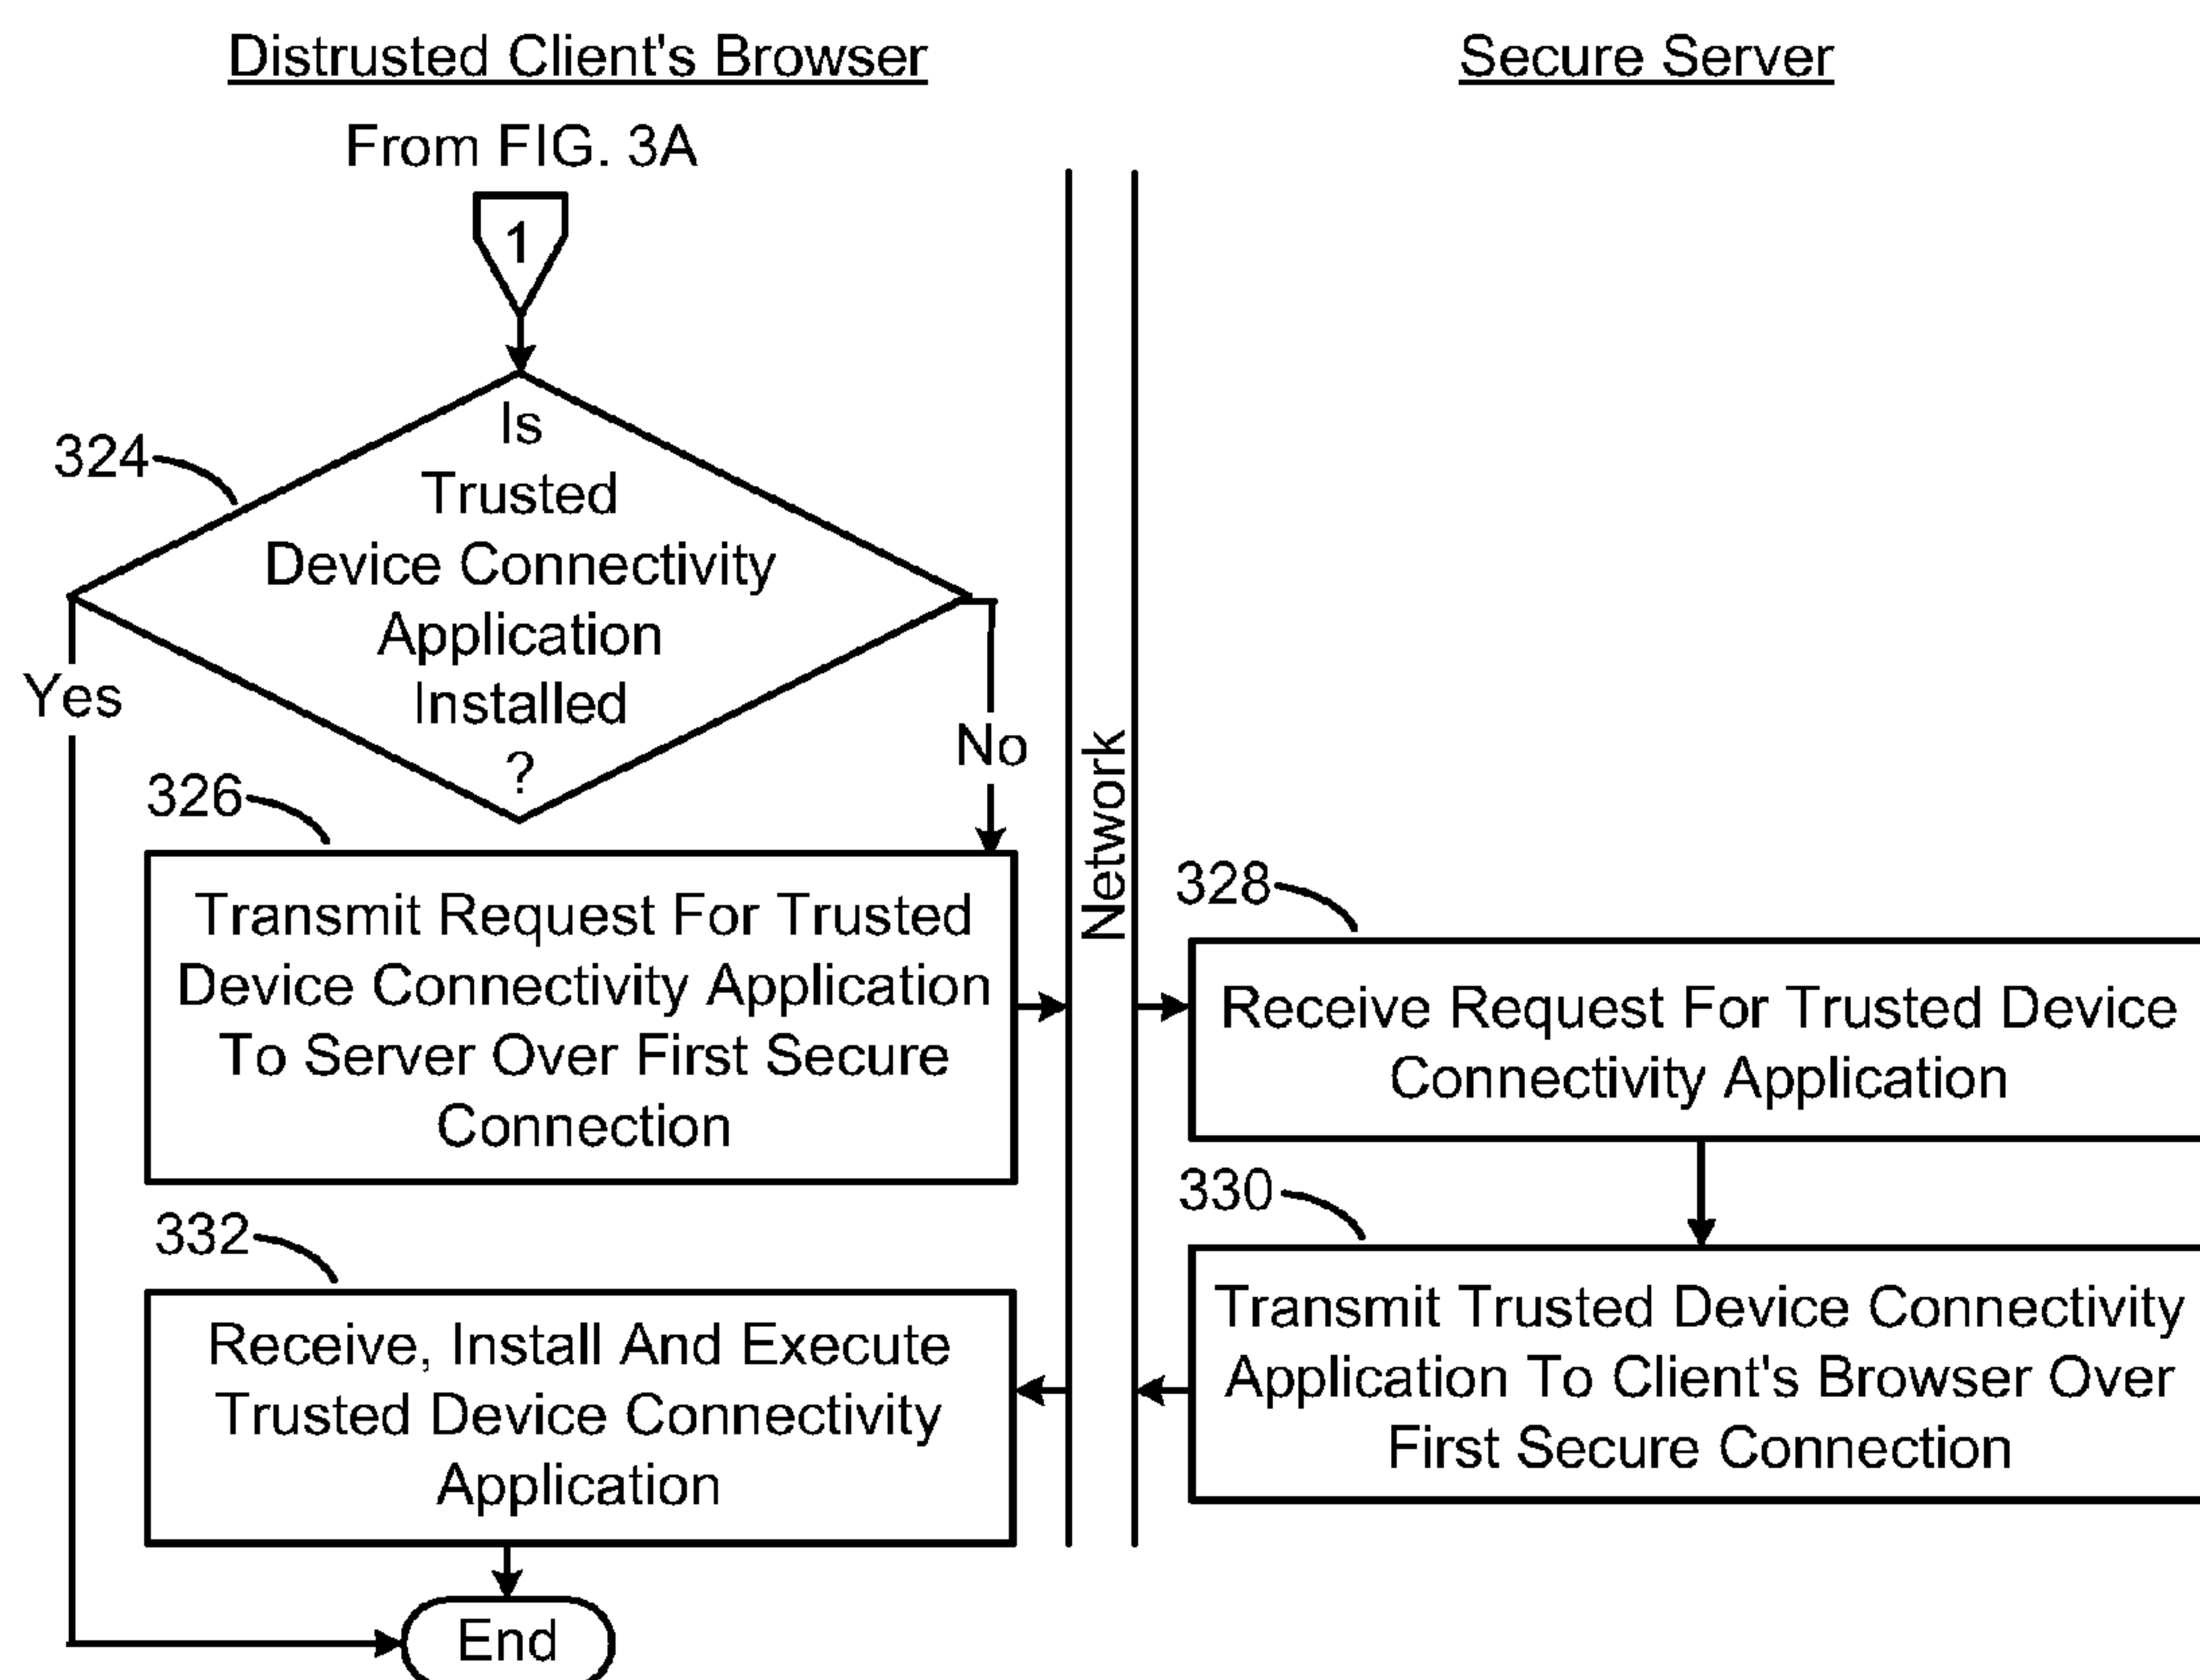 Distrusted Client's Browser
Secure Server
From FIG. 3A
1
324
Is
Trusted
Device Connectivity
Application
Installed
?
Yes
No
Network
326
Transmit Request For Trusted
Device Connectivity Application
To Server Over First Secure
Connection
328
Receive Request For Trusted Device
Connectivity Application
330
Transmit Trusted Device Connectivity
Application To Client's Browser Over
First Secure Connection
332
Receive, Install And Execute
Trusted Device Connectivity
Application
End